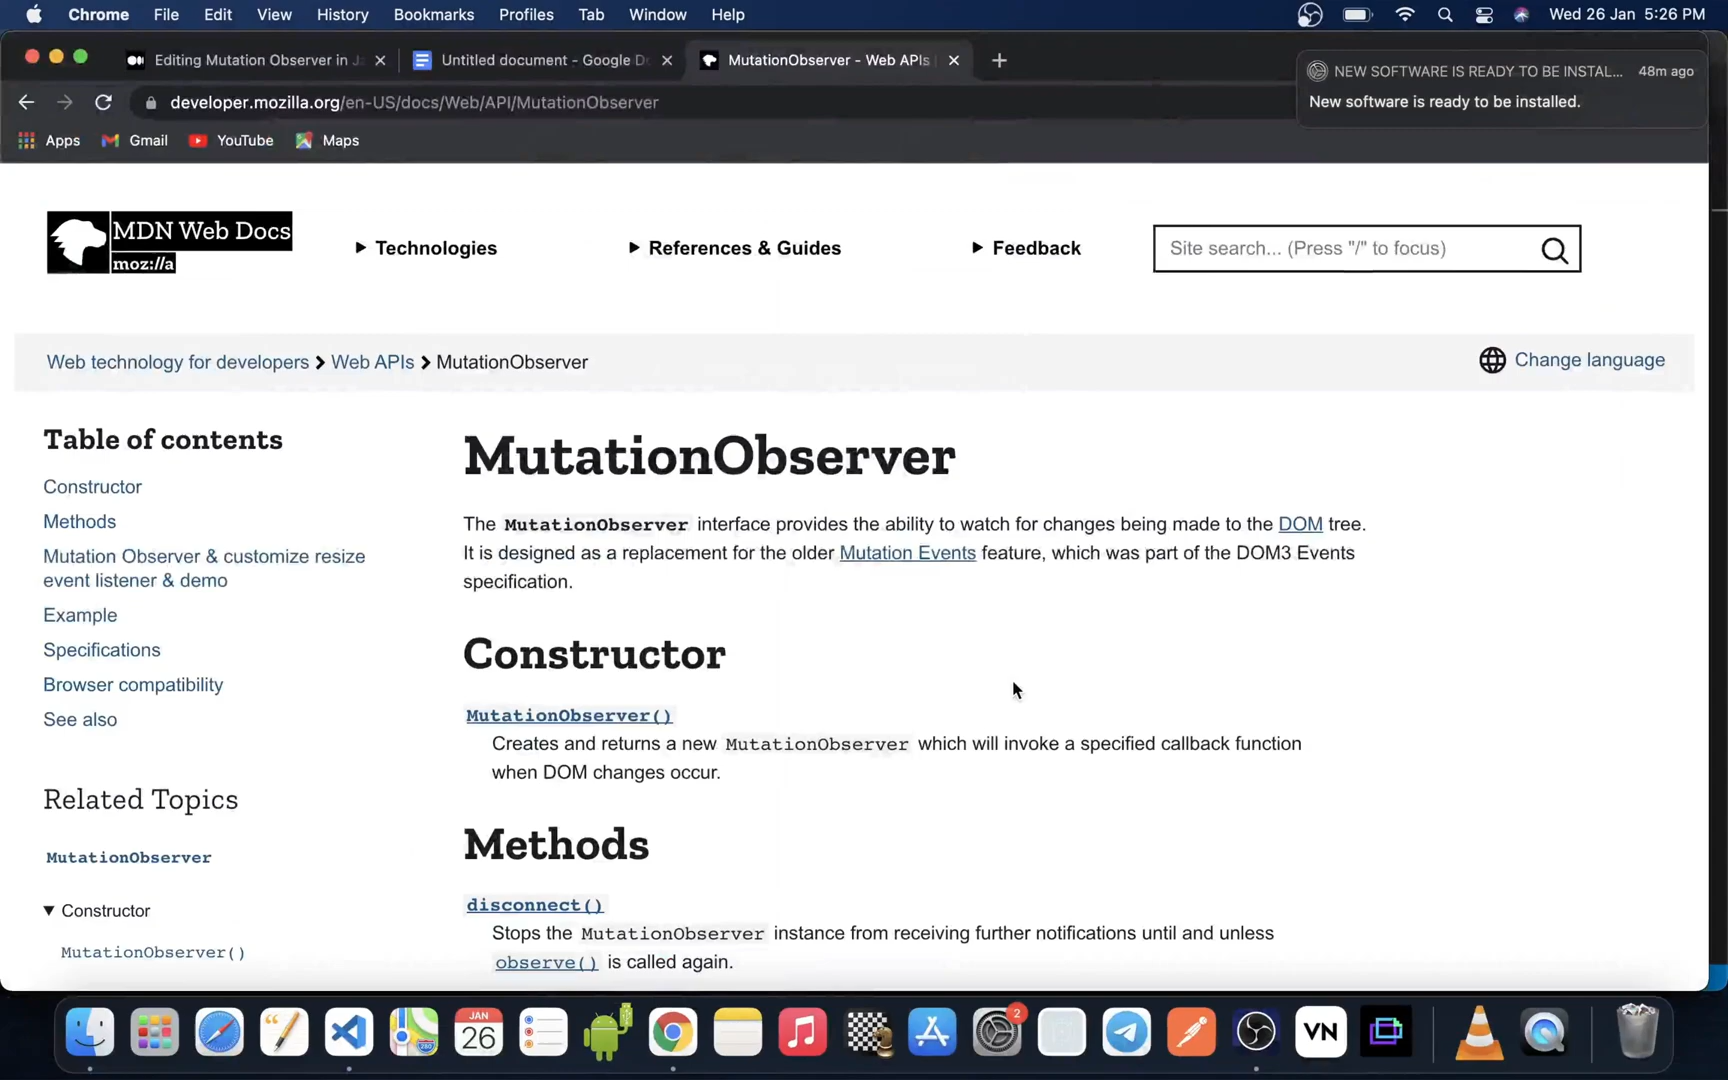 Chrome File Edit View History Bookmarks Profiles Tab Window Help Wed 26 Jan 5:26 PM
Editing Mutation Observer in Ja Untitled document - Google Do MutationObserver - Web APIs
NEW SOFTWARE IS READY TO BE INSTAL... 48m ago
New software is ready to be installed.
developer.mozilla.org/en-US/docs/Web/API/MutationObserver
Apps Gmail YouTube Maps
MDN Web Docs
moz://a
Technologies References & Guides Feedback Site search... (Press "/" to focus)
Web technology for developers Web APIs MutationObserver Change language
Table of contents
Constructor
Methods
Mutation Observer & customize resize
event listener & demo
Example
Specifications
Browser compatibility
See also
Related Topics
MutationObserver
Constructor
MutationObserver()
MutationObserver
The MutationObserver interface provides the ability to watch for changes being made to the DOM tree.
It is designed as a replacement for the older Mutation Events feature, which was part of the DOM3 Events
specification.
Constructor
MutationObserver()
Creates and returns a new MutationObserver which will invoke a specified callback function
when DOM changes occur.
Methods
disconnect()
Stops the MutationObserver instance from receiving further notifications until and unless
observe() is called again.
JAN
26
280
2
VN